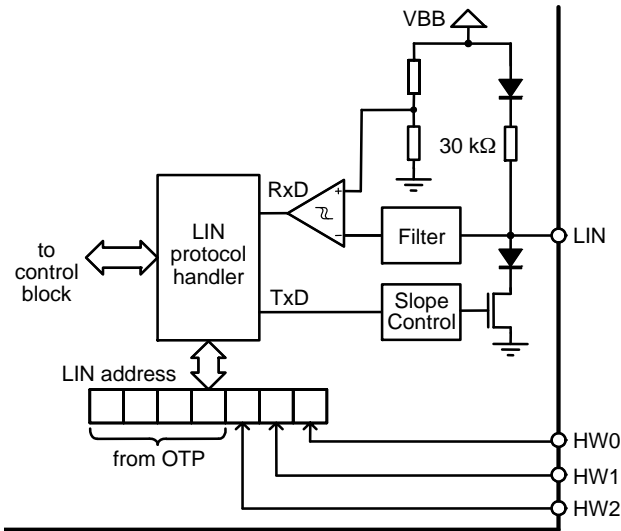 VBB
30 kΩ
RxD
+
−
LIN
protocol
handler
Filter
LIN
to
control
block
TxD
Slope
Control
LIN address
from OTP
HW0
HW1
HW2